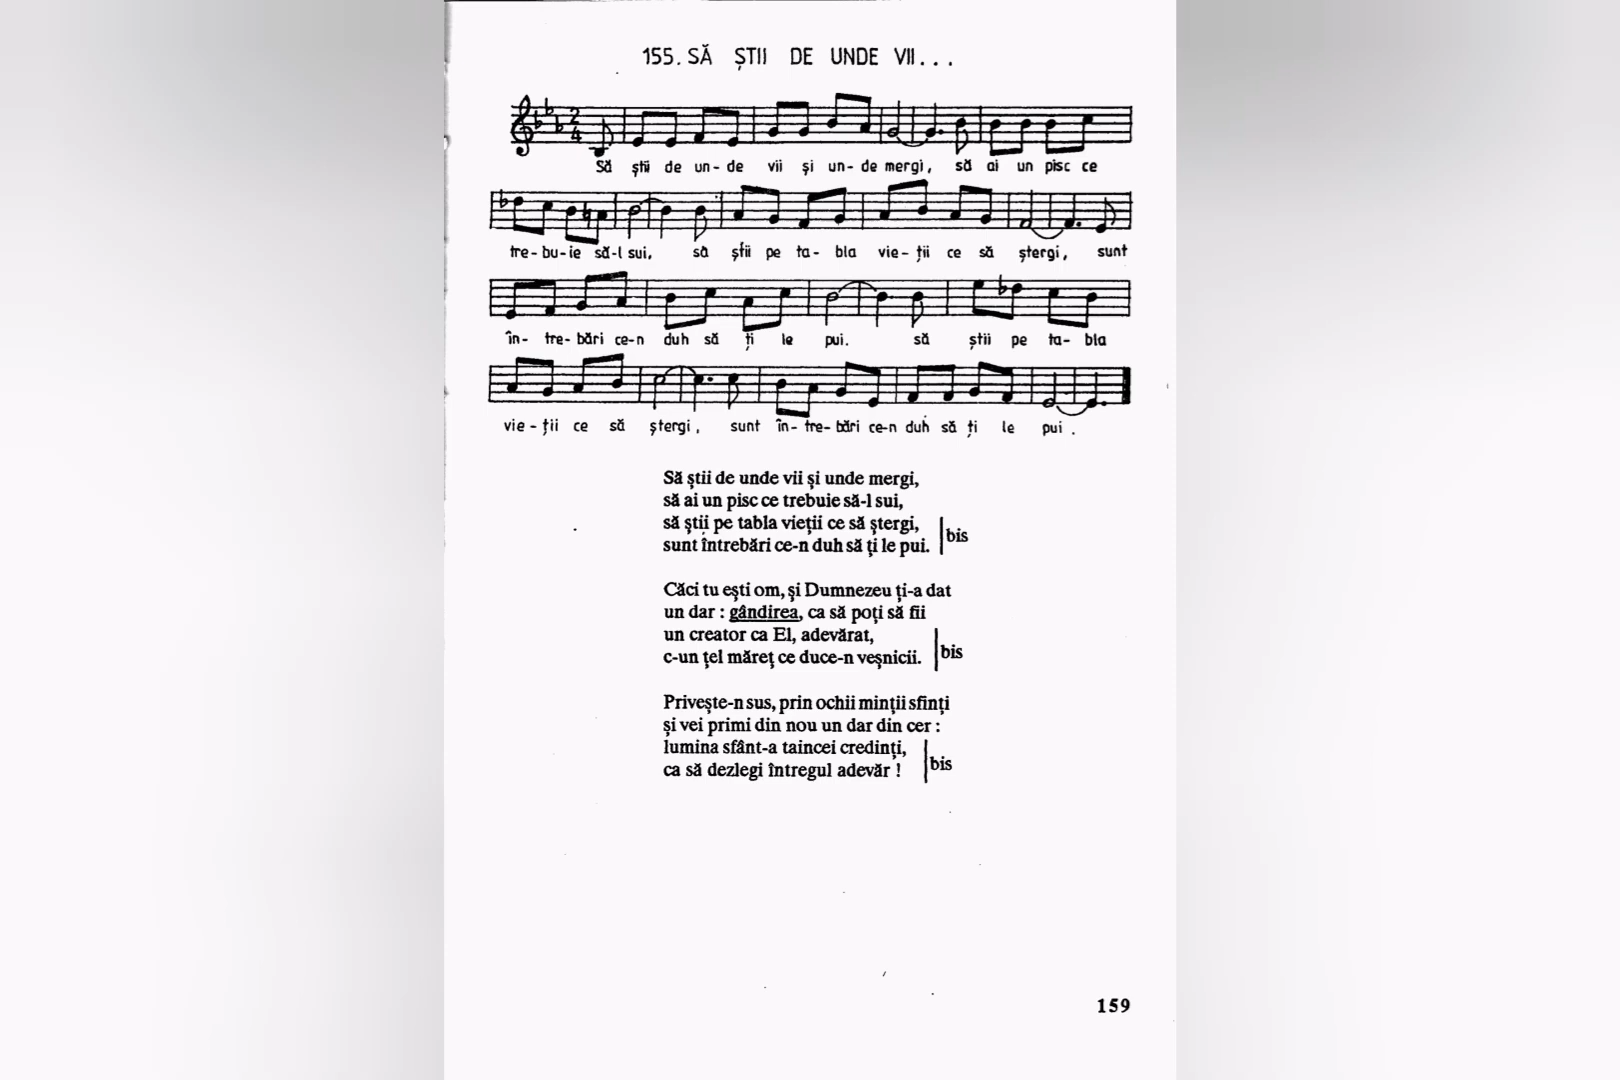 155. SĂ ȘTII DE UNDE VII...
2
4
Să știi de un-de vii și un-de mergi, să ai un pisc ce
tre-bu-ie să-l sui, să știi pe ta-bla vie-ții ce să ștergi, sunt
în-tre-bări ce-n duh să ți le pui. să știi pe ta-bla
vie-ții ce să ștergi, sunt în-tre-bări ce-n duh să ți le pui.
Să știi de unde vii și unde mergi,
să ai un pisc ce trebuie să-l sui,
să știi pe tabla vieții ce să ștergi,
sunt întrebări ce-n duh să ți le pui. bis
Căci tu ești om, și Dumnezeu ți-a dat
un dar : gândirea, ca să poți să fii
un creator ca El, adevărat,
c-un țel măreț ce duce-n veșnicii. bis
Privește-n sus, prin ochii minții sfinți
și vei primi din nou un dar din cer :
lumina sfânt-a taincei credinți,
ca să dezlegi întregul adevăr ! bis
159